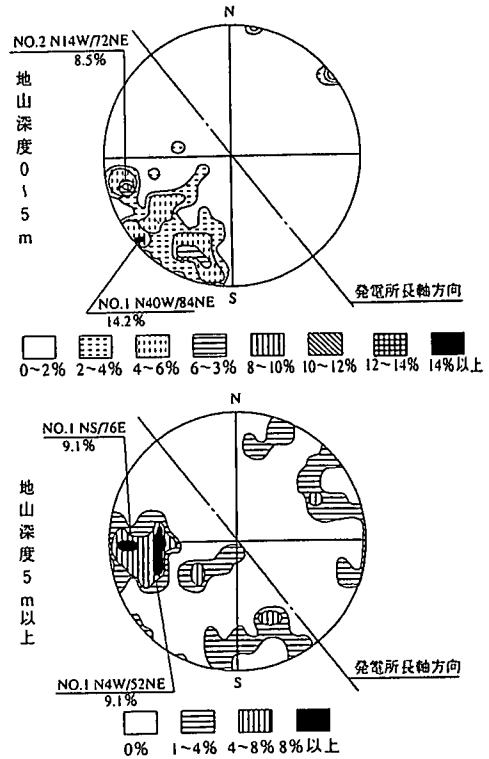 N
NO.2 N14W/72NE
8.5%
地山深度0~5m
S
発電所長軸方向
NO.1 N40W/84NE
14.2%
0~2% 2~4% 4~6% 6~3% 8~10% 10~12% 12~14% 14%以上
N
NO.1 NS/76E
9.1%
地山深度5m以上
発電所長軸方向
S
NO.1 N4W/52NE
9.1%
0% 1~4% 4~8% 8%以上